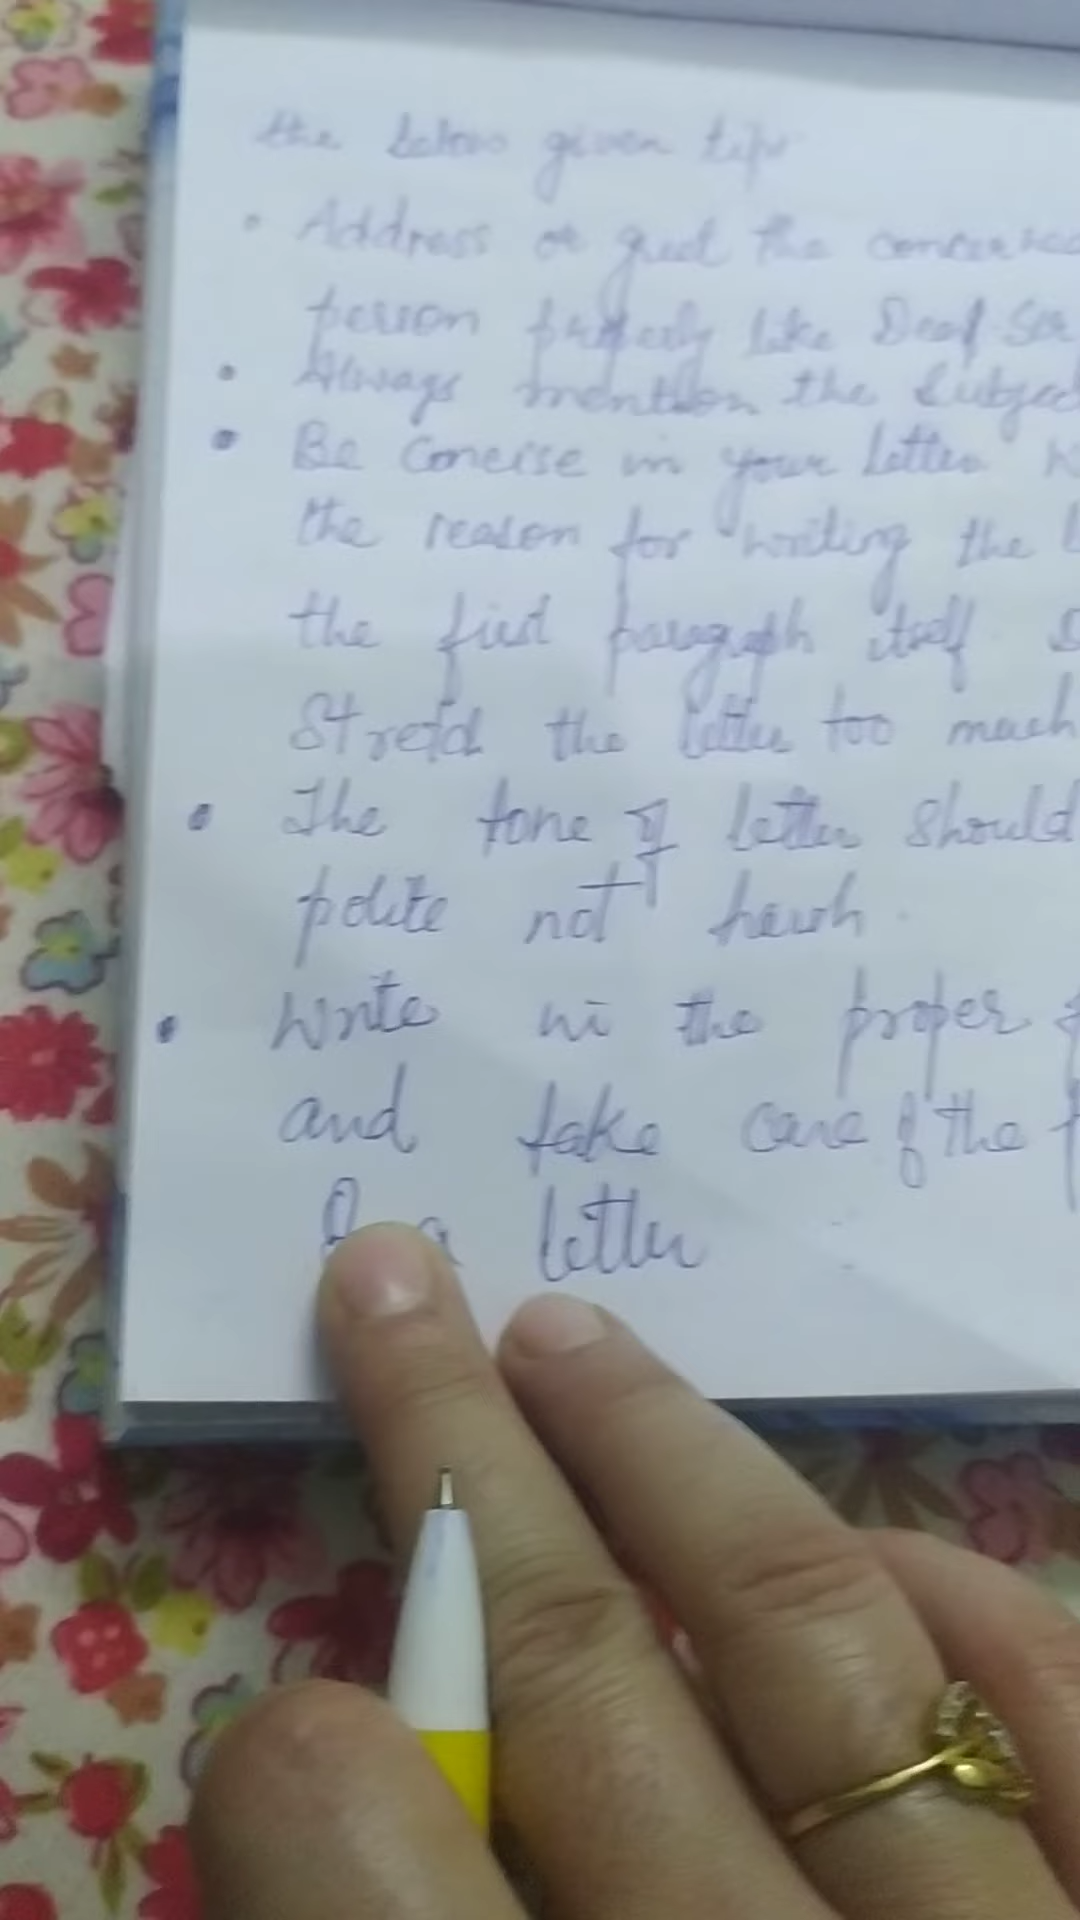 the below given tips
• Address or greet the concerned
person properly like Dear Sir
• Always mention the Subject
• Be Concise in your letter
the reason for writing the
the first paragraph itself
Stretch the letter too much
• The tone of letter should
polite not harsh.
• Write in the proper
and take care of the
a letter